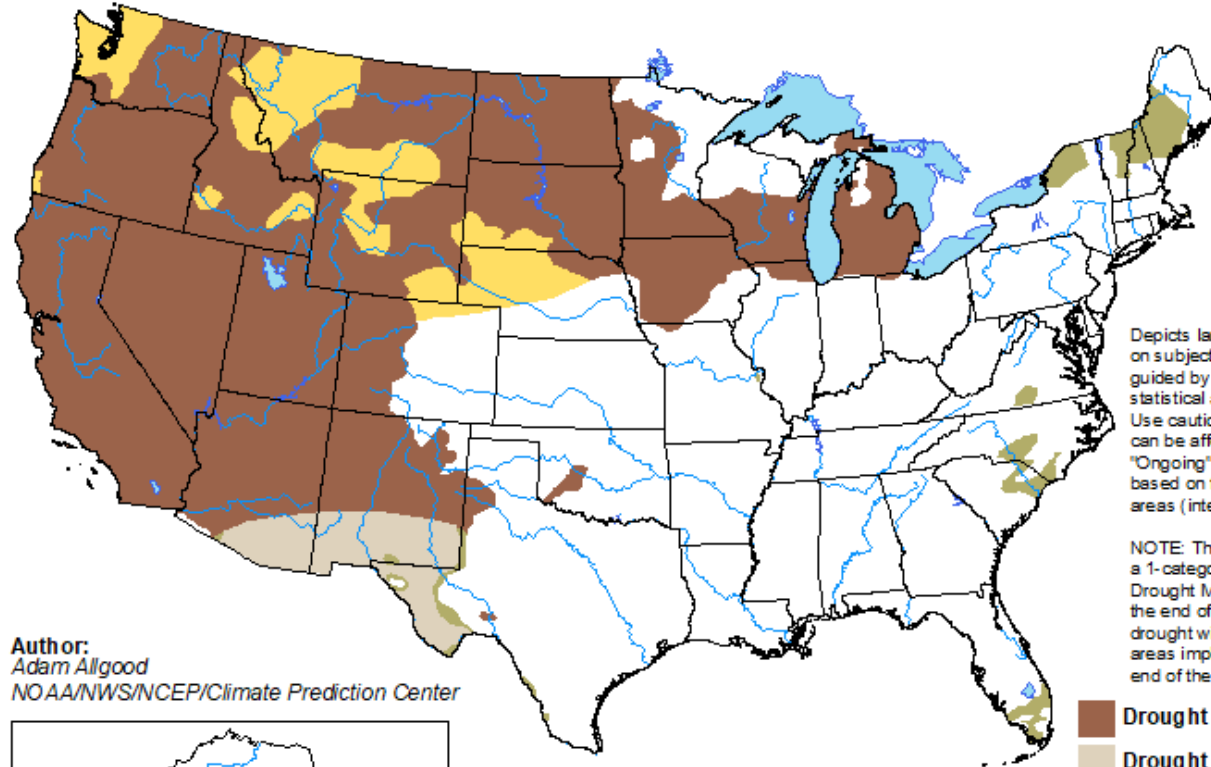 Depicts la
on subject
guided by
statistical
Use cautio
can be affe
"Ongoing"
based on
areas (inte
NOTE: Th
a 1-catego
Drought M
the end of
drought w
areas imp
end of the
Author:
Adam Allgood
NOAA/NWS/NCEP/Climate Prediction Center
Drought
Drought